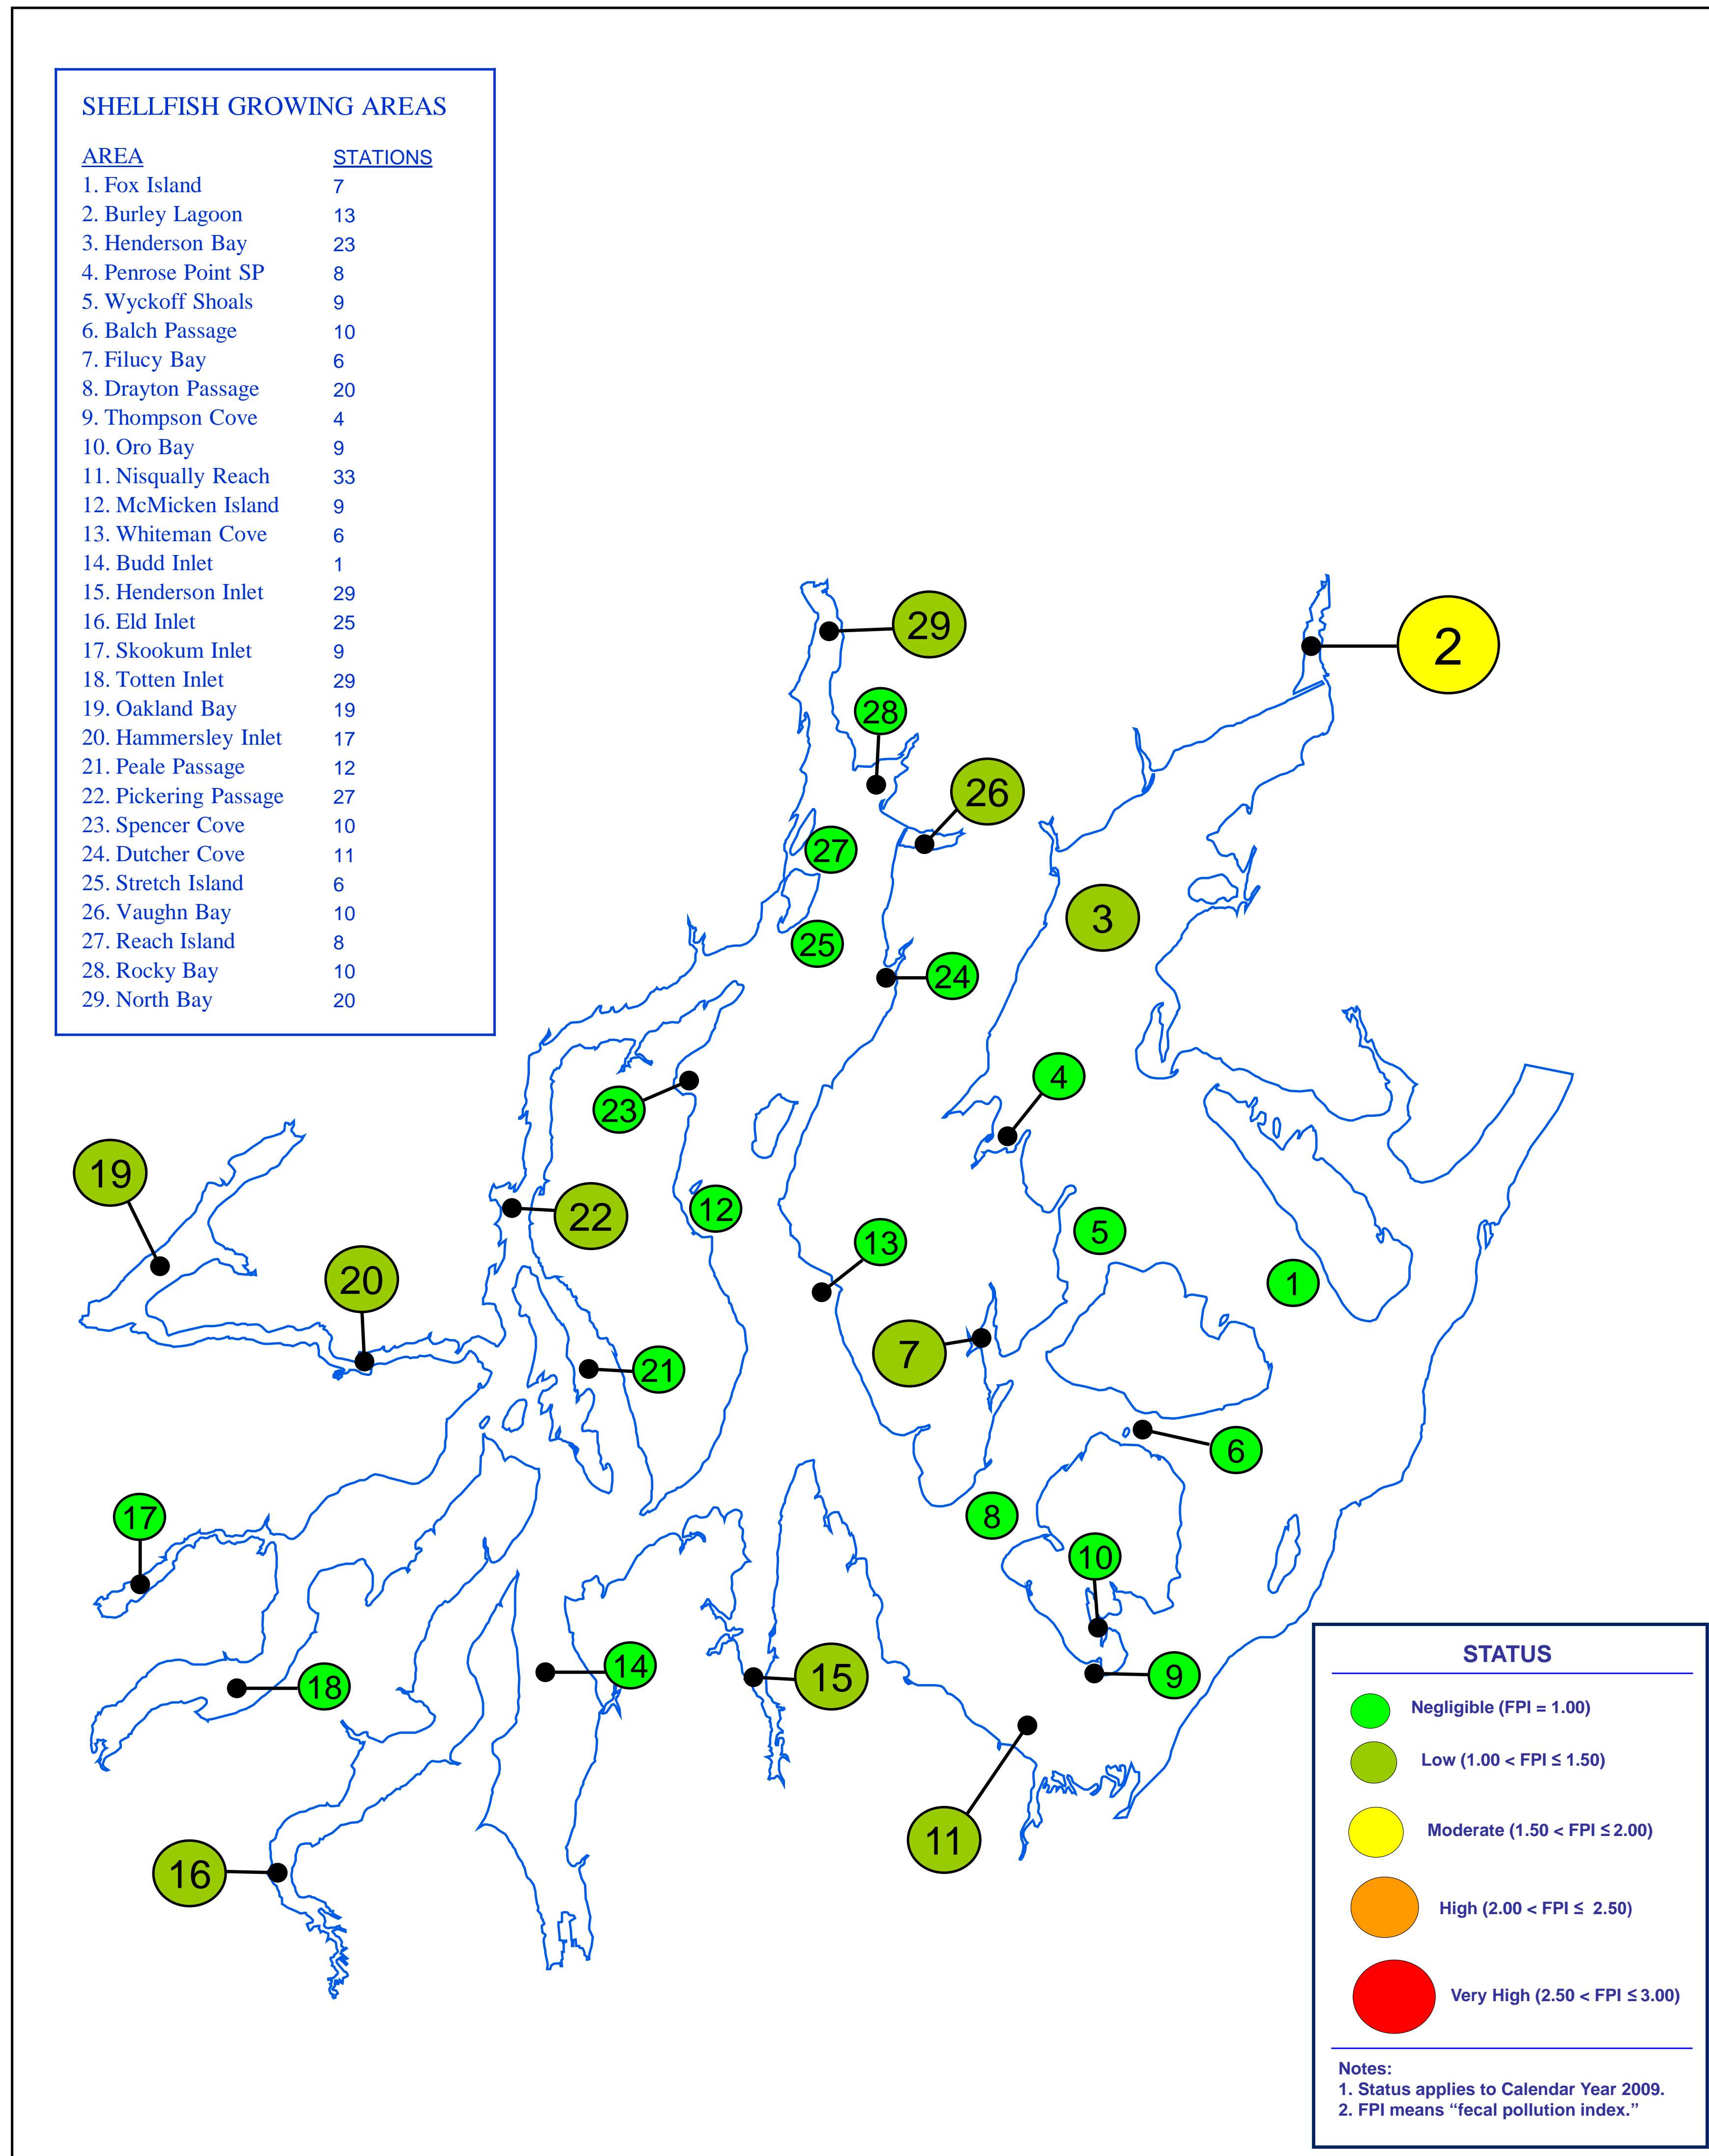 SHELLFISH GROWING AREAS
AREA STATIONS
1. Fox Island 7
2. Burley Lagoon 13
3. Henderson Bay 23
4. Penrose Point SP 8
5. Wyckoff Shoals 9
6. Balch Passage 10
7. Filucy Bay 6
8. Drayton Passage 20
9. Thompson Cove 4
10. Oro Bay 9
11. Nisqually Reach 33
12. McMicken Island 9
13. Whiteman Cove 6
14. Budd Inlet 1
15. Henderson Inlet 29
16. Eld Inlet 25
17. Skookum Inlet 9
18. Totten Inlet 29
19. Oakland Bay 19
20. Hammersley Inlet 17
21. Peale Passage 12
22. Pickering Passage 27
23. Spencer Cove 10
24. Dutcher Cove 11
25. Stretch Island 6
26. Vaughn Bay 10
27. Reach Island 8
28. Rocky Bay 10
29. North Bay 20
29
2
28
26
27
3
25
24
4
23
19
12
22
5
13
20
1
7
21
6
17
8
10
14
9
15
18
11
16
STATUS
Negligible (FPI = 1.00)
Low (1.00 < FPI ≤ 1.50)
Moderate (1.50 < FPI ≤ 2.00)
High (2.00 < FPI ≤ 2.50)
Very High (2.50 < FPI ≤ 3.00)
Notes:
1. Status applies to Calendar Year 2009.
2. FPI means “fecal pollution index.”